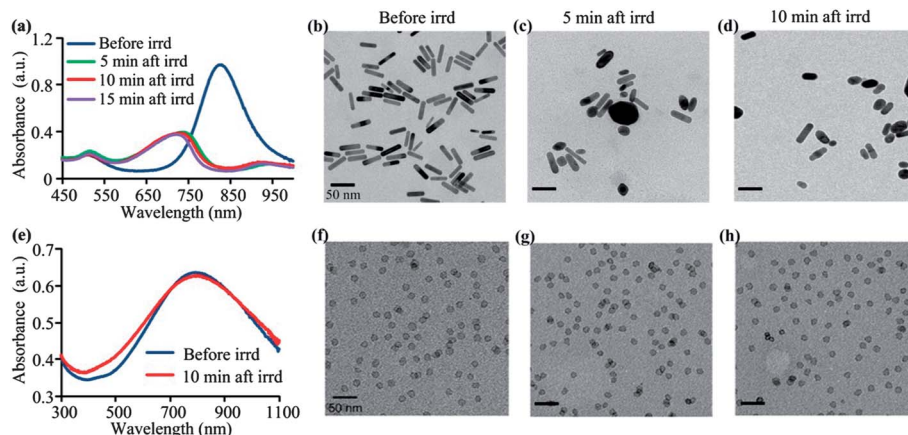 (a)
Before irrd
5 min aft irrd
10 min aft irrd
15 min aft irrd
Absorbance (a.u.)
1.2
0.8
0.4
0
450 550 650 750 850 950
Wavelength (nm)
Before irrd
(b)
50 nm
5 min aft irrd
(c)
10 min aft irrd
(d)
(e)
Absorbance (a.u.)
0.7
0.6
0.5
0.4
0.3
Before irrd
10 min aft irrd
300 500 700 900 1100
Wavelength (nm)
(f)
50 nm
(g)
(h)